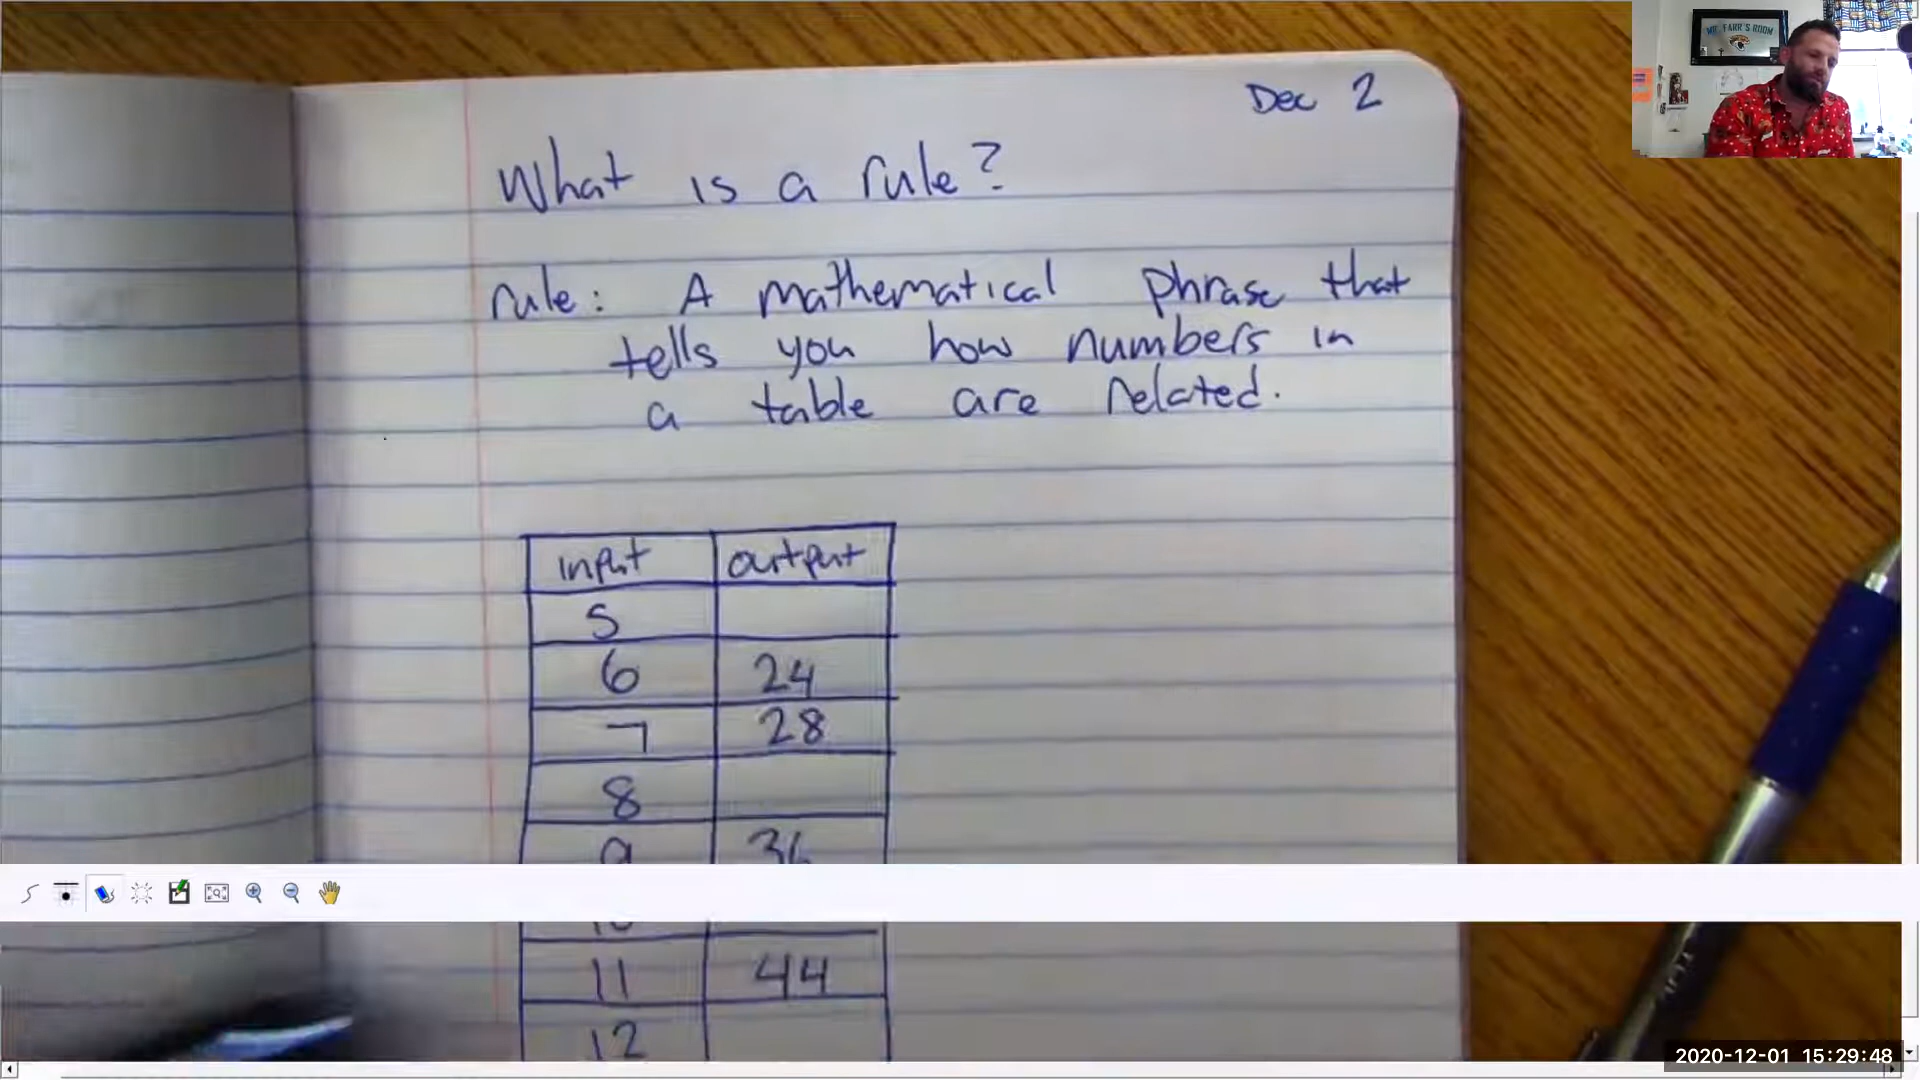 MR. FARR'S ROOM
Dec 2
What is a rule?
rule: A mathematical phrase that
tells you how numbers in
a table are related.
input output
5
6 24
7 28
8
9 36
10
11 44
12
2020-12-01 15:29:48